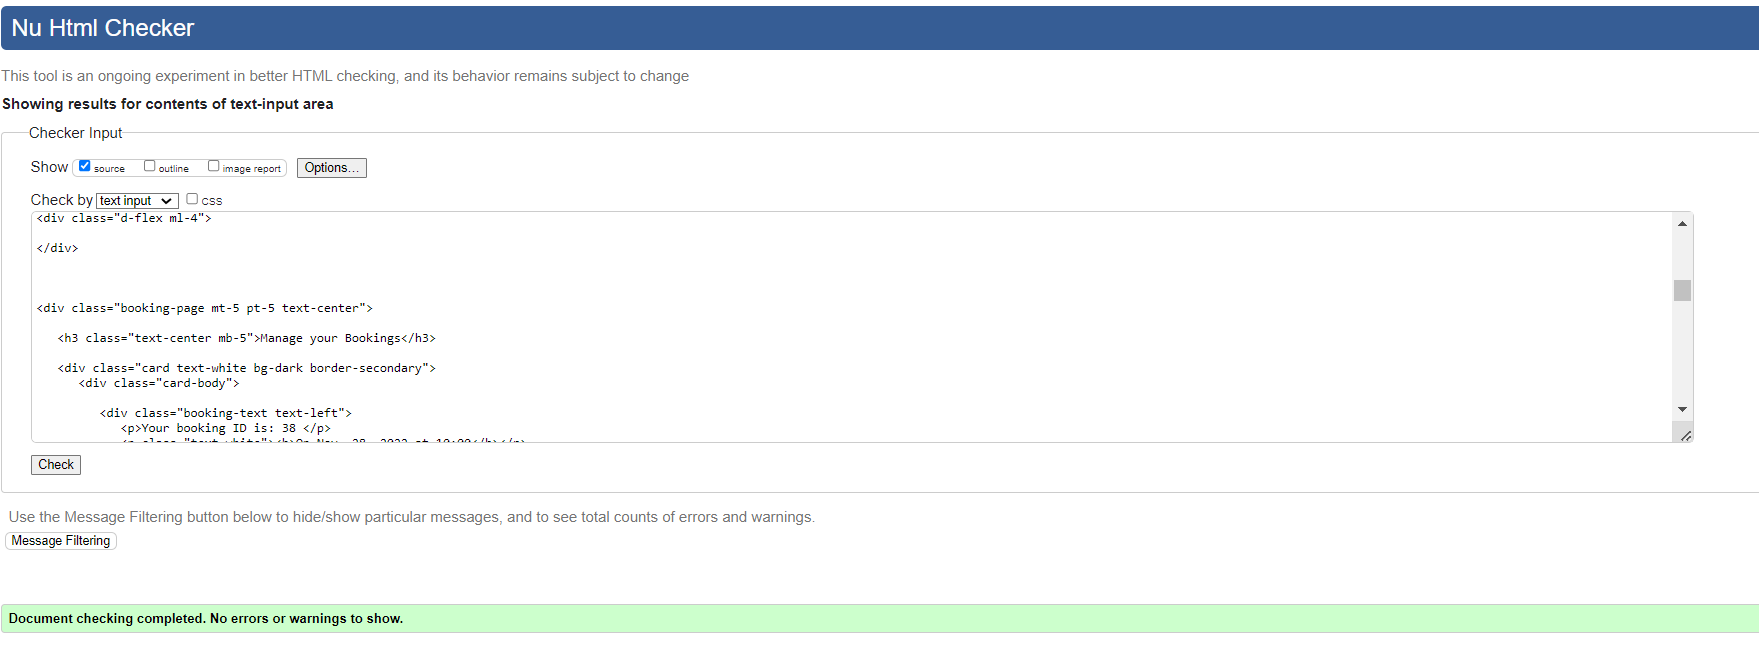 Nu Html Checker
This tool is an ongoing experiment in better HTML checking, and its behavior remains subject to change
Showing results for contents of text-input area
Checker Input
Show source outline image report Options...
Check by text input css
<div class="d-flex ml-4">
</div>
<div class="booking-page mt-5 pt-5 text-center">
<h3 class="text-center mb-5">Manage your Bookings</h3>
<div class="card text-white bg-dark border-secondary">
<div class="card-body">
<div class="booking-text text-left">
<p>Your booking ID is: 38 </p>
Check
Use the Message Filtering button below to hide/show particular messages, and to see total counts of errors and warnings.
Message Filtering
Document checking completed. No errors or warnings to show.